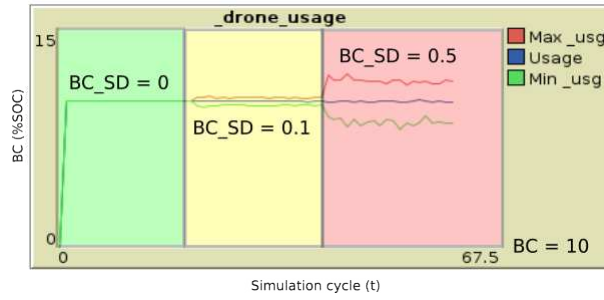 _drone_usage
15
BC_SD = 0
BC_SD = 0.1
BC_SD = 0.5
Max _usg
Usage
Min _usg
BC (%SOC)
0
0
67.5
BC = 10
Simulation cycle (t)